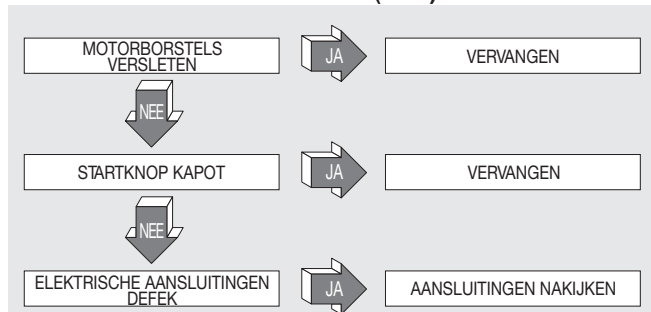 MOTORBORSTELS
VERSLETEN
JA
VERVANGEN
NEE
STARTKNOP KAPOT
JA
VERVANGEN
NEE
ELEKTRISCHE AANSLUITINGEN
DEFEK
JA
AANSLUITINGEN NAKIJKEN